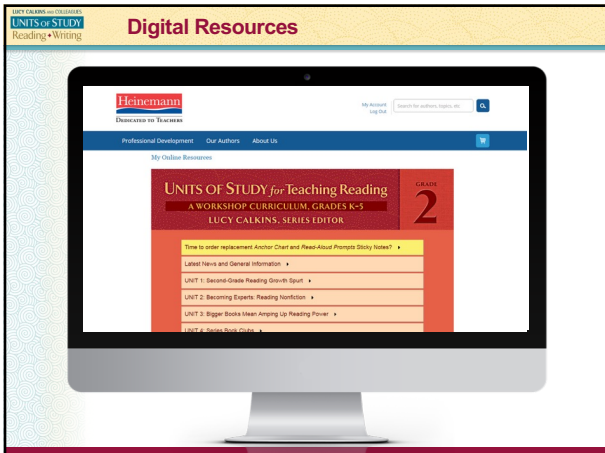 LUCY CALKINS AND COLLEAGUES
UNITS OF STUDY
Reading • Writing
Digital Resources
Heinemann
DEDICATED TO TEACHERS
My Account
Log Out
Search for authors, topics, etc
Professional Development Our Authors About Us
My Online Resources
UNITS OF STUDY for Teaching Reading
A WORKSHOP CURRICULUM, GRADES K–5
LUCY CALKINS, SERIES EDITOR
GRADE
2
Time to order replacement Anchor Chart and Read-Aloud Prompts Sticky Notes?
Latest News and General Information
UNIT 1: Second-Grade Reading Growth Spurt
UNIT 2: Becoming Experts: Reading Nonfiction
UNIT 3: Bigger Books Mean Amping Up Reading Power
UNIT 4: Series Book Clubs